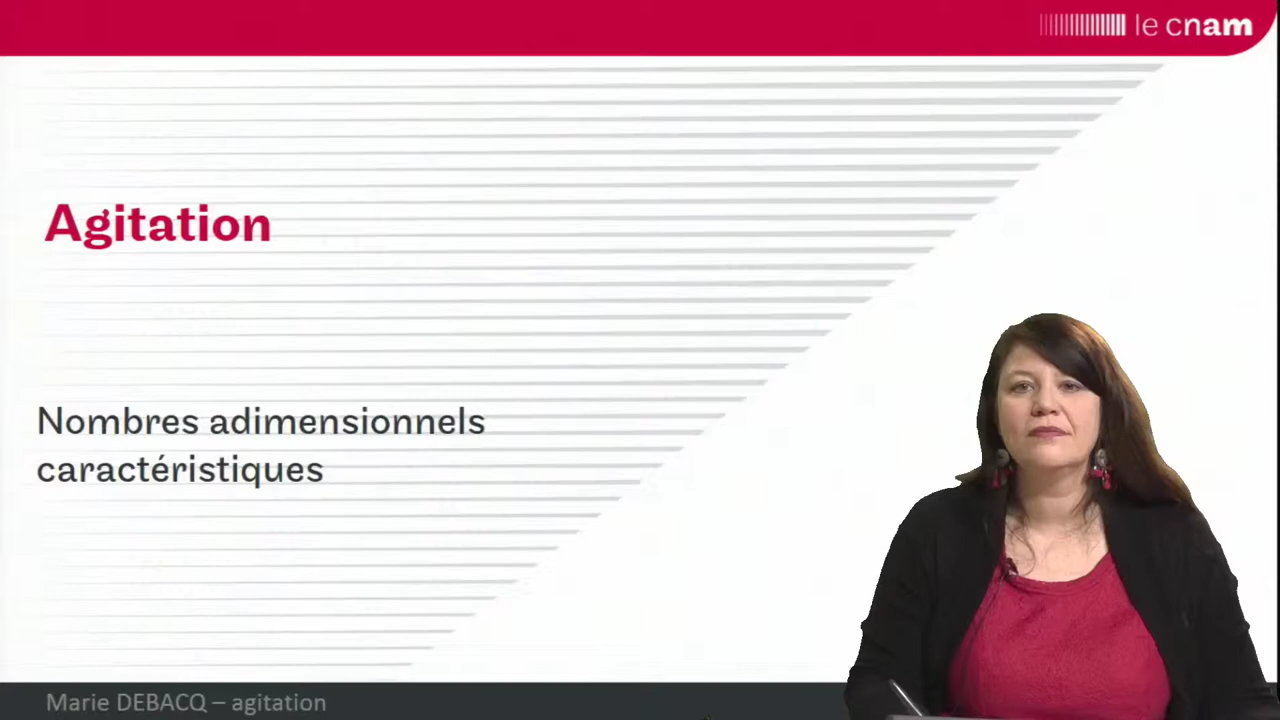 le cnam
Agitation
Nombres adimensionnels
caractéristiques
Marie DEBACQ – agitation